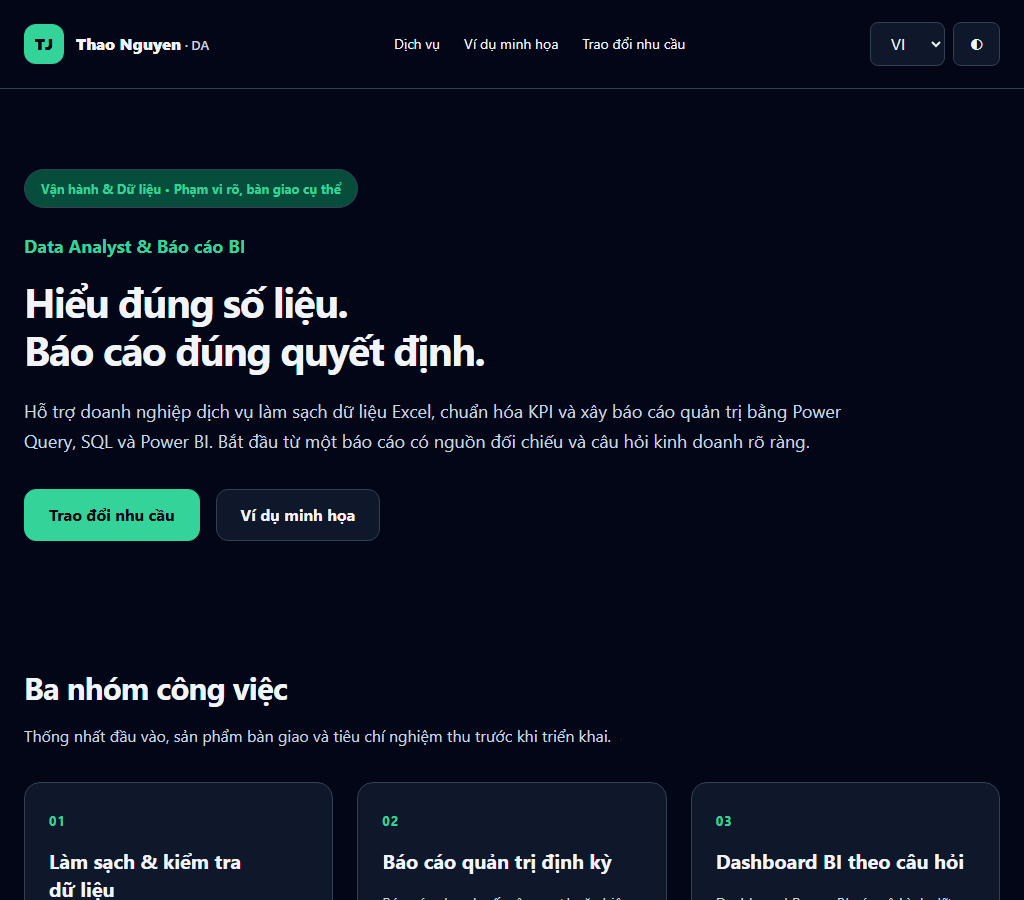 TJ
Thao Nguyen · DA
Dịch vụ
Ví dụ minh họa
Trao đổi nhu cầu
VI
Vận hành & Dữ liệu • Phạm vi rõ, bàn giao cụ thể
Data Analyst & Báo cáo BI
Hiểu đúng số liệu.
Báo cáo đúng quyết định.
Hỗ trợ doanh nghiệp dịch vụ làm sạch dữ liệu Excel, chuẩn hóa KPI và xây báo cáo quản trị bằng Power
Query, SQL và Power BI. Bắt đầu từ một báo cáo có nguồn đối chiếu và câu hỏi kinh doanh rõ ràng.
Trao đổi nhu cầu
Ví dụ minh họa
Ba nhóm công việc
Thống nhất đầu vào, sản phẩm bàn giao và tiêu chí nghiệm thu trước khi triển khai.
01
Làm sạch & kiểm tra
dữ liệu
02
Báo cáo quản trị định kỳ
03
Dashboard BI theo câu hỏi